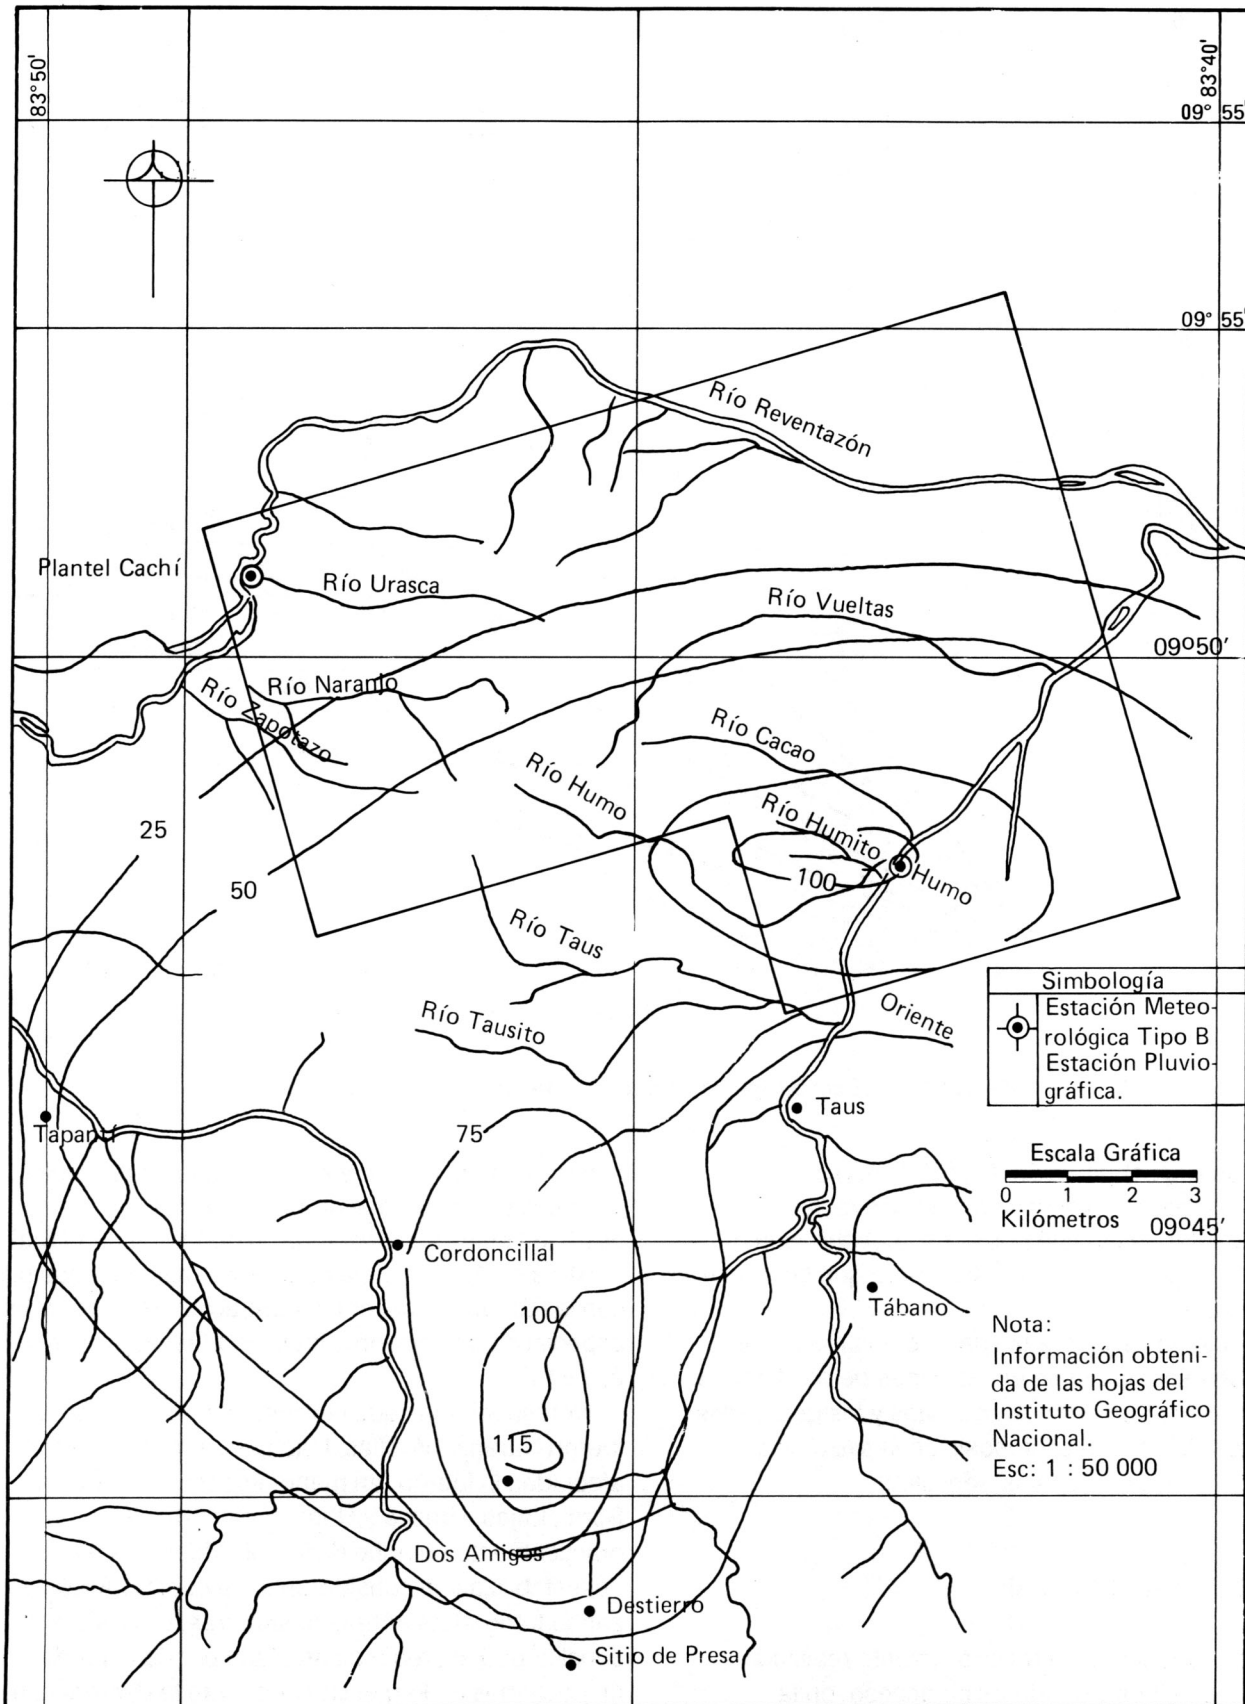 83°50'
83°40'
09° 55'
09° 55'
Río Reventazón
Plantel Cachí
Río Urasca
Río Vueltas
09º50'
Río Naranjo
Río Zapotazo
Río Cacao
Río Humo
Río Humito
25
50
100
Humo
Río Taus
Río Tausito
Oriente
Simbología
Estación Meteo-
rológica Tipo B
Estación Pluvio-
gráfica.
Taus
Tapantí
75
Escala Gráfica
0 1 2 3
Kilómetros
09º45'
Cordoncillal
Tábano
100
Nota:
Información obteni-
da de las hojas del
Instituto Geográfico
Nacional.
Esc: 1 : 50 000
115
Dos Amigos
Destierro
Sitio de Presa